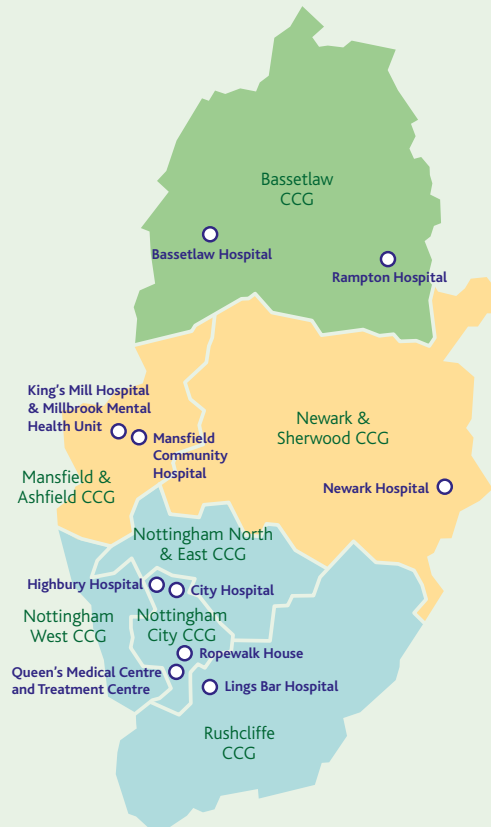 Bassetlaw
CCG
Bassetlaw Hospital
Rampton Hospital
King’s Mill Hospital
& Millbrook Mental
Health Unit
Mansfield
Community
Hospital
Newark &
Sherwood CCG
Mansfield &
Ashfield CCG
Newark Hospital
Nottingham North
& East CCG
Highbury Hospital
City Hospital
Nottingham
West CCG
Nottingham
City CCG
Ropewalk House
Queen’s Medical Centre
and Treatment Centre
Lings Bar Hospital
Rushcliffe
CCG